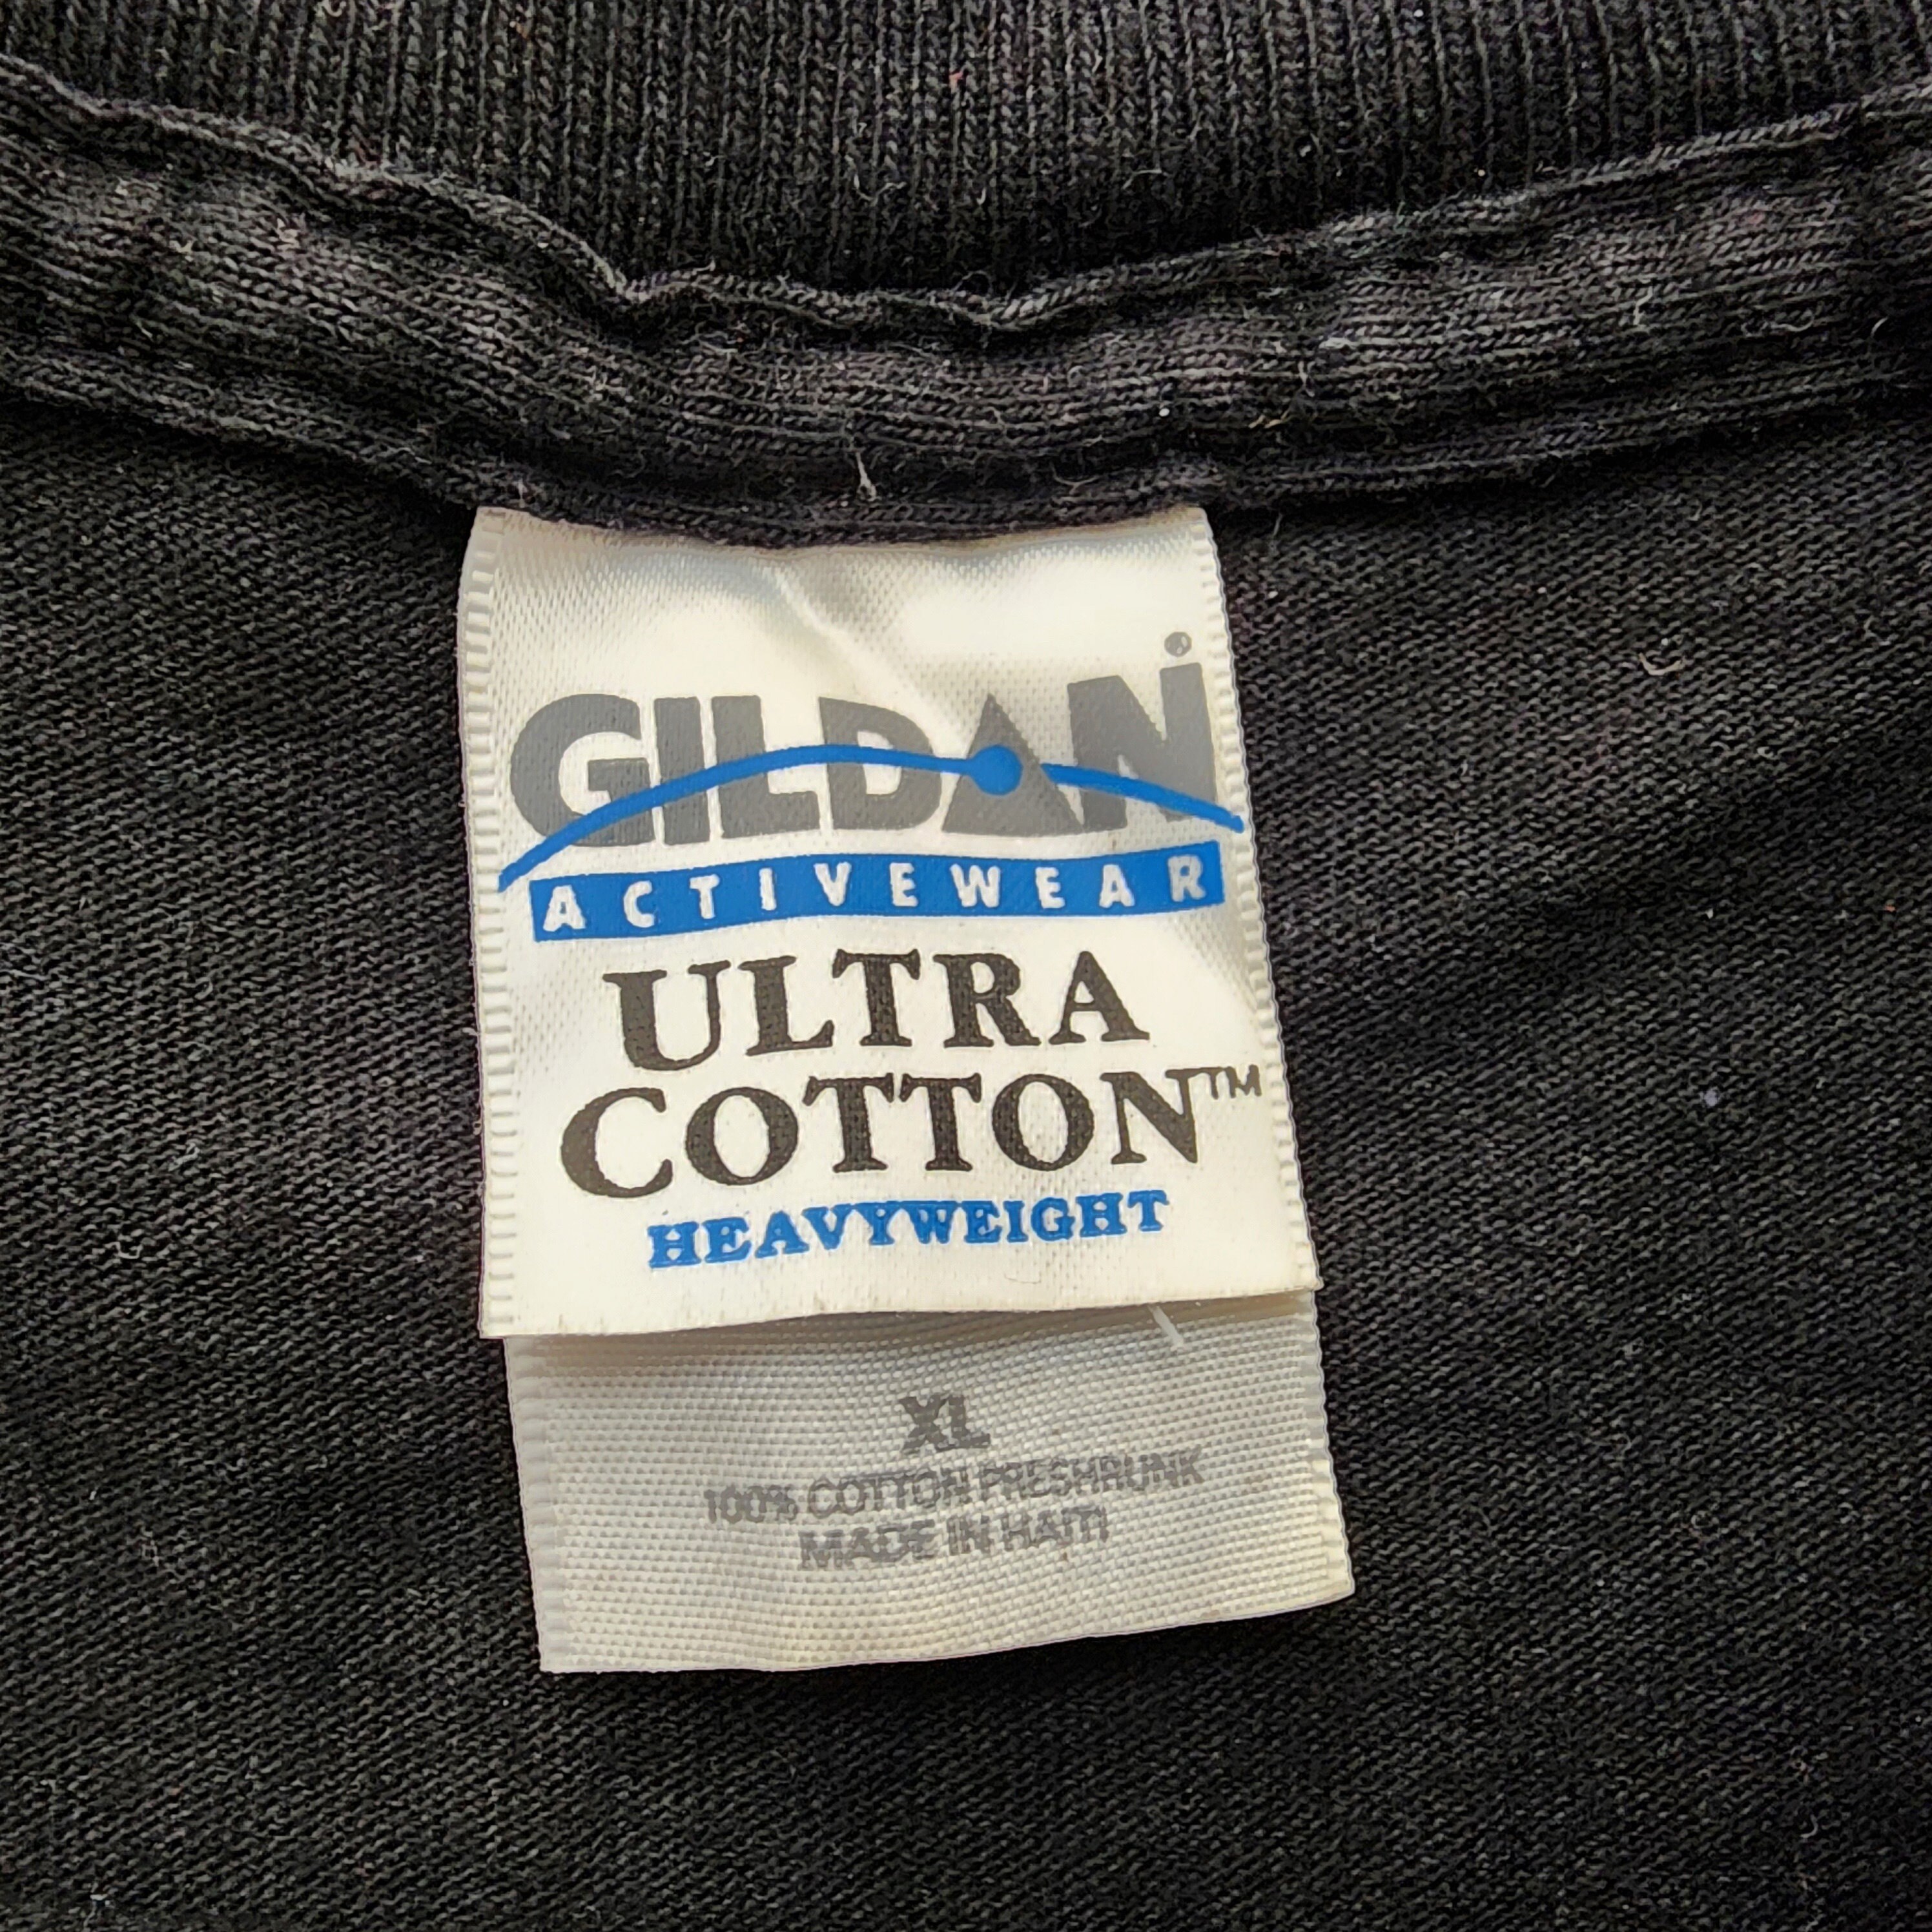 GILDAN®
ACTIVEWEAR
ULTRA
COTTON™
HEAVYWEIGHT
XL
100% COTTON PRESHRUNK
MADE IN HAITI